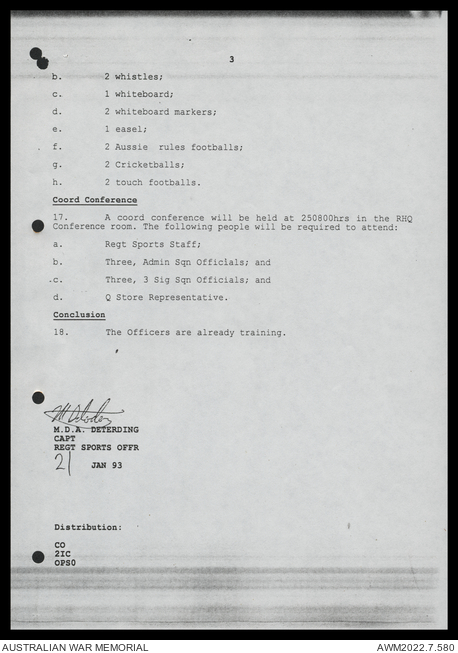 3
b. 2 whistles;
c. 1 whiteboard;
d. 2 whiteboard markers;
e. 1 easel;
f. 2 Aussie rules footballs;
g. 2 Cricketballs;
h. 2 touch footballs.
Coord Conference
17. A coord conference will be held at 250800hrs in the RHQ
Conference room. The following people will be required to attend:
a. Regt Sports Staff;
b. Three, Admin Sqn Officials; and
c. Three, 3 Sig Sqn Officials; and
d. Q Store Representative.
Conclusion
18. The Officers are already training.
M.D.A. DETERDING
CAPT
REGT SPORTS OFFR
21 JAN 93
Distribution:
CO
2IC
OPSO
AUSTRALIAN WAR MEMORIAL AWM2022.7.580